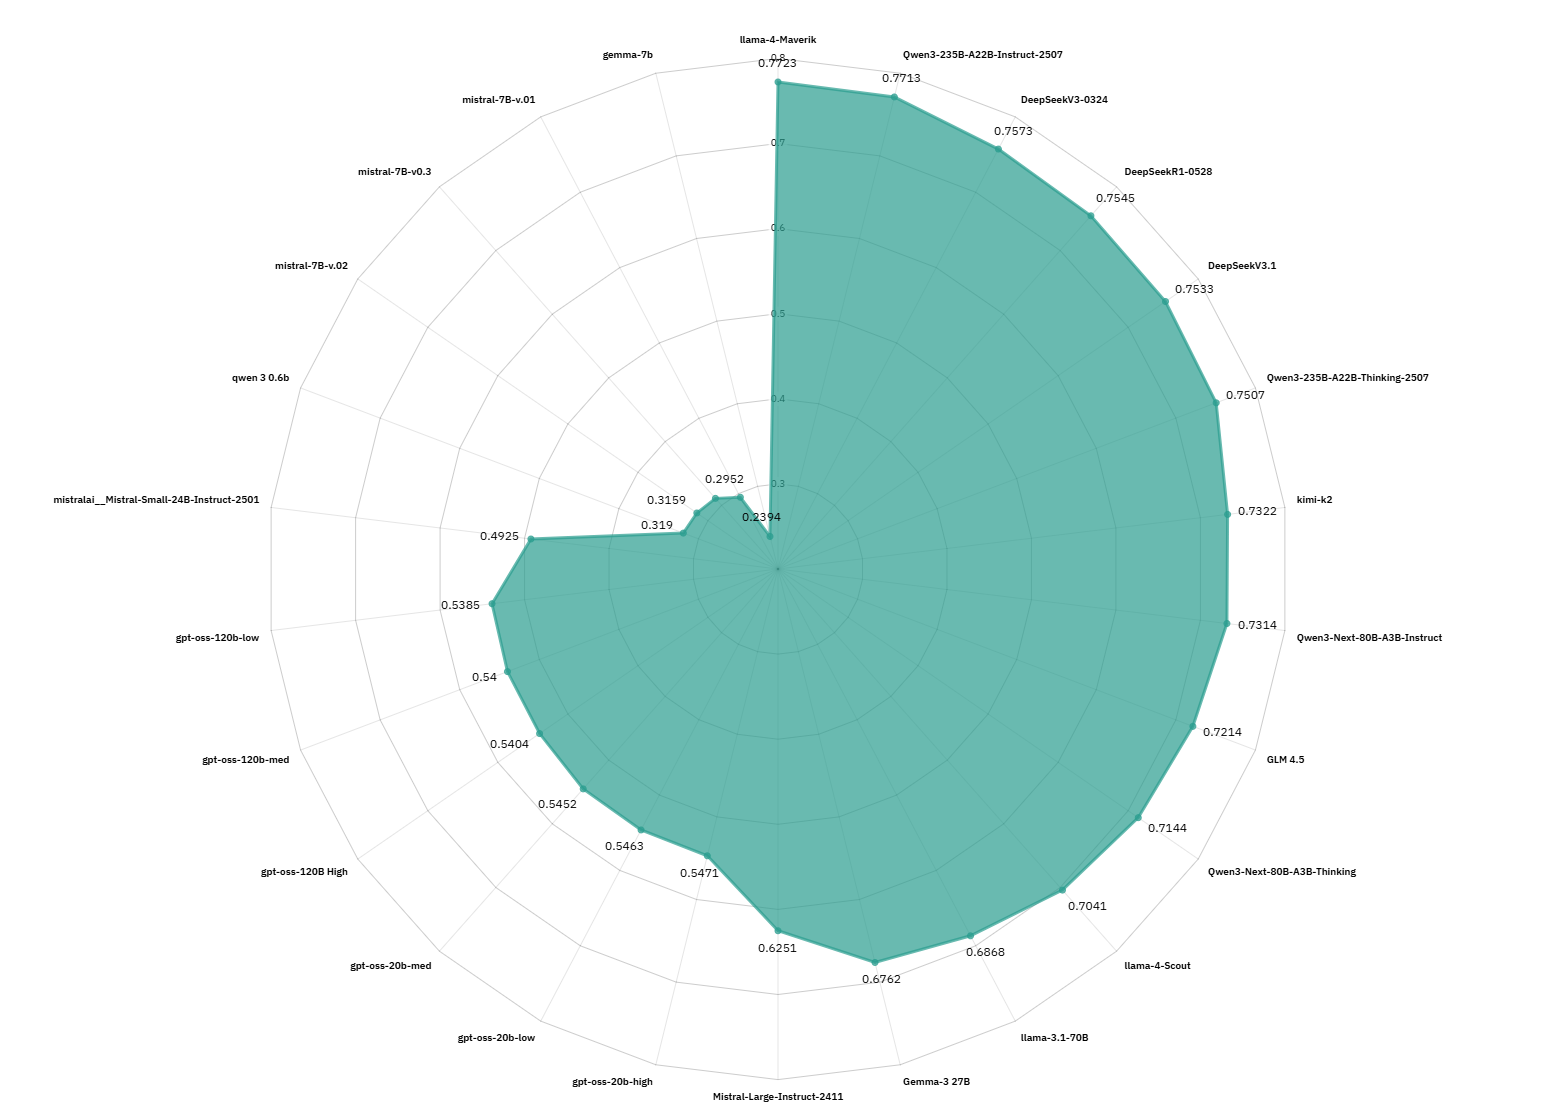 llama-4-Maverik
gemma-7b
Qwen3-235B-A22B-Instruct-2507
0.8
0.7723
0.7713
mistral-7B-v.01
DeepSeekV3-0324
0.7573
0.7
mistral-7B-v0.3
DeepSeekR1-0528
0.7545
0.6
mistral-7B-v.02
DeepSeekV3.1
0.7533
0.5
qwen 3 0.6b
Qwen3-235B-A22B-Thinking-2507
0.7507
0.4
0.2952
0.3
mistralai__Mistral-Small-24B-Instruct-2501
0.3159
kimi-k2
0.7322
0.2394
0.319
0.4925
0.5385
gpt-oss-120b-low
0.7314
Qwen3-Next-80B-A3B-Instruct
0.54
0.7214
gpt-oss-120b-med
GLM 4.5
0.5404
0.5452
0.7144
0.5463
gpt-oss-120B High
Qwen3-Next-80B-A3B-Thinking
0.5471
0.7041
0.6251
0.6868
gpt-oss-20b-med
llama-4-Scout
0.6762
gpt-oss-20b-low
llama-3.1-70B
gpt-oss-20b-high
Gemma-3 27B
Mistral-Large-Instruct-2411